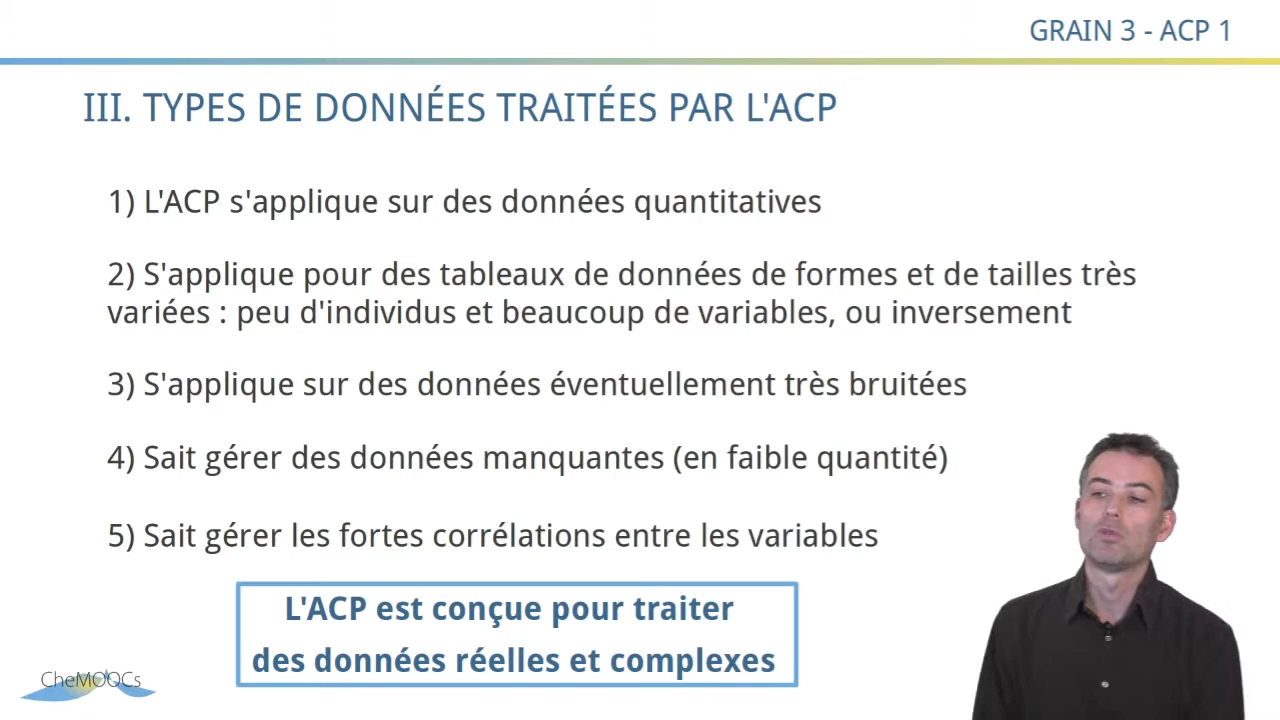 GRAIN 3 - ACP 1
III. TYPES DE DONNÉES TRAITÉES PAR L'ACP
1) L'ACP s'applique sur des données quantitatives
2) S'applique pour des tableaux de données de formes et de tailles très
variées : peu d'individus et beaucoup de variables, ou inversement
3) S'applique sur des données éventuellement très bruitées
4) Sait gérer des données manquantes (en faible quantité)
5) Sait gérer les fortes corrélations entre les variables
L'ACP est conçue pour traiter
des données réelles et complexes
CheMOOCs